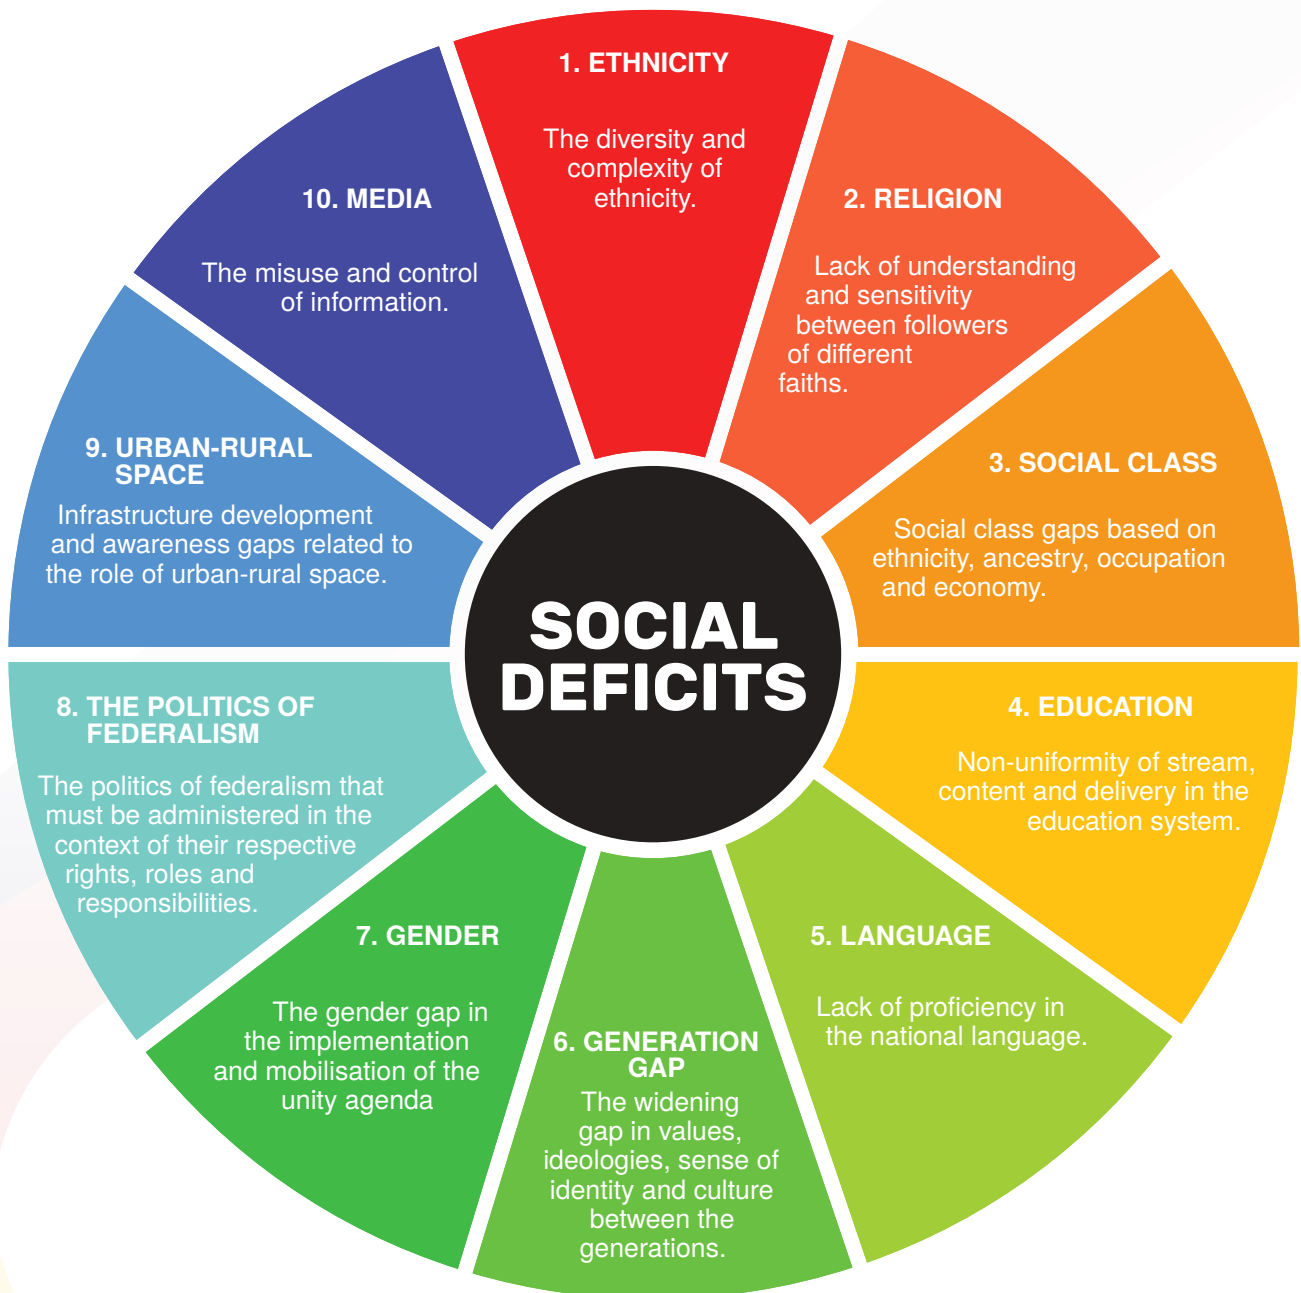 1. ETHNICITY
The diversity and
complexity of
ethnicity.
2. RELIGION
Lack of understanding
and sensitivity
between followers
of different
faiths.
3. SOCIAL CLASS
Social class gaps based on
ethnicity, ancestry, occupation
and economy.
4. EDUCATION
Non-uniformity of stream,
content and delivery in the
education system.
5. LANGUAGE
Lack of proficiency in
the national language.
6. GENERATION
GAP
The widening
gap in values,
ideologies, sense of
identity and culture
between the
generations.
7. GENDER
The gender gap in
the implementation
and mobilisation of the
unity agenda
8. THE POLITICS OF
FEDERALISM
The politics of federalism that
must be administered in the
context of their respective
rights, roles and
responsibilities.
9. URBAN-RURAL
SPACE
Infrastructure development
and awareness gaps related to
the role of urban-rural space.
10. MEDIA
The misuse and control
of information.
SOCIAL
DEFICITS